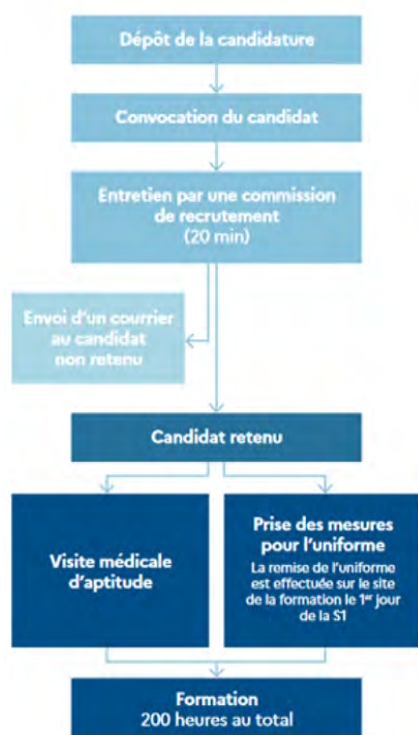 Dépôt de la candidature
Convocation du candidat
Entretien par une commission
de recrutement
(20 min)
Envoi d'un courrier
au candidat
non retenu
Candidat retenu
Visite médicale
d'aptitude
Prise des mesures
pour l'uniforme
La remise de l'uniforme
est effectuée sur le site
de la formation le 1er jour
de la S1
Formation
200 heures au total